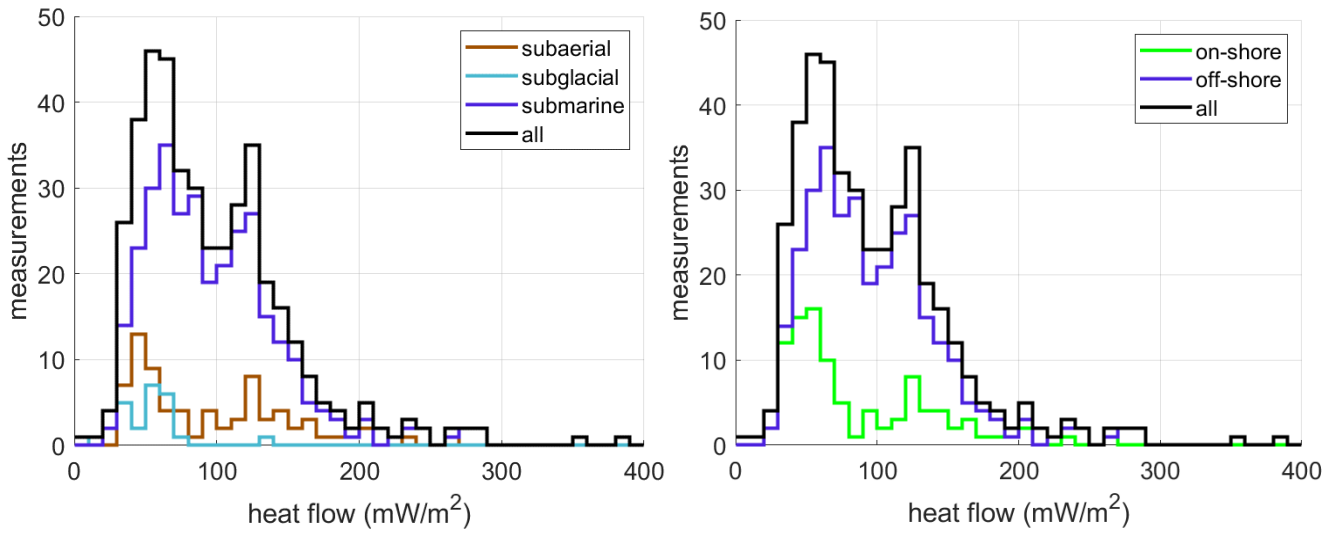 50
40
30
20
10
0
measurements
subaerial
subglacial
submarine
all
0
100
200
300
400
heat flow (mW/m²)
50
40
30
20
10
0
measurements
on-shore
off-shore
all
0
100
200
300
400
heat flow (mW/m²)